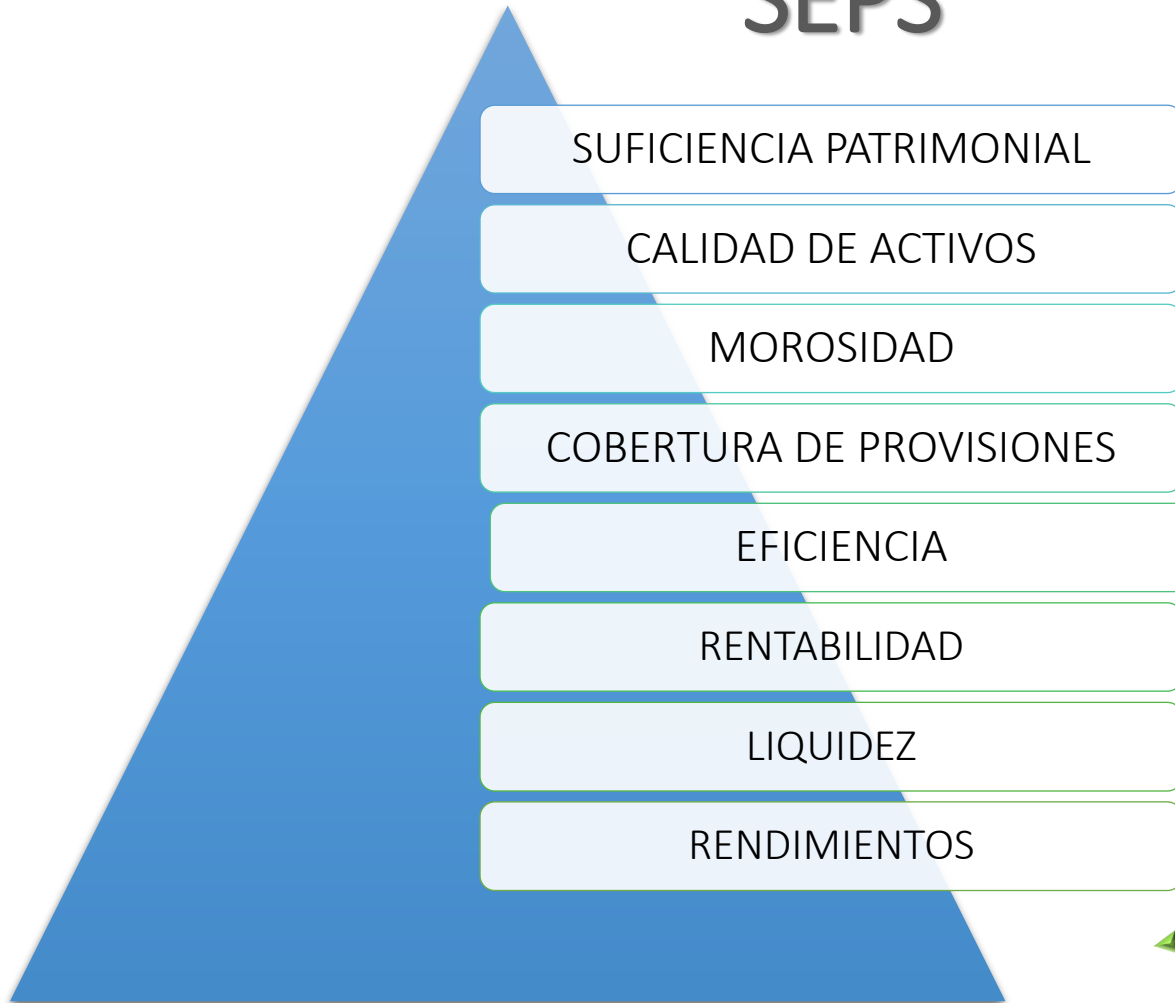 SEPS
SUFICIENCIA PATRIMONIAL
CALIDAD DE ACTIVOS
MOROSIDAD
COBERTURA DE PROVISIONES
EFICIENCIA
RENTABILIDAD
LIQUIDEZ
RENDIMIENTOS